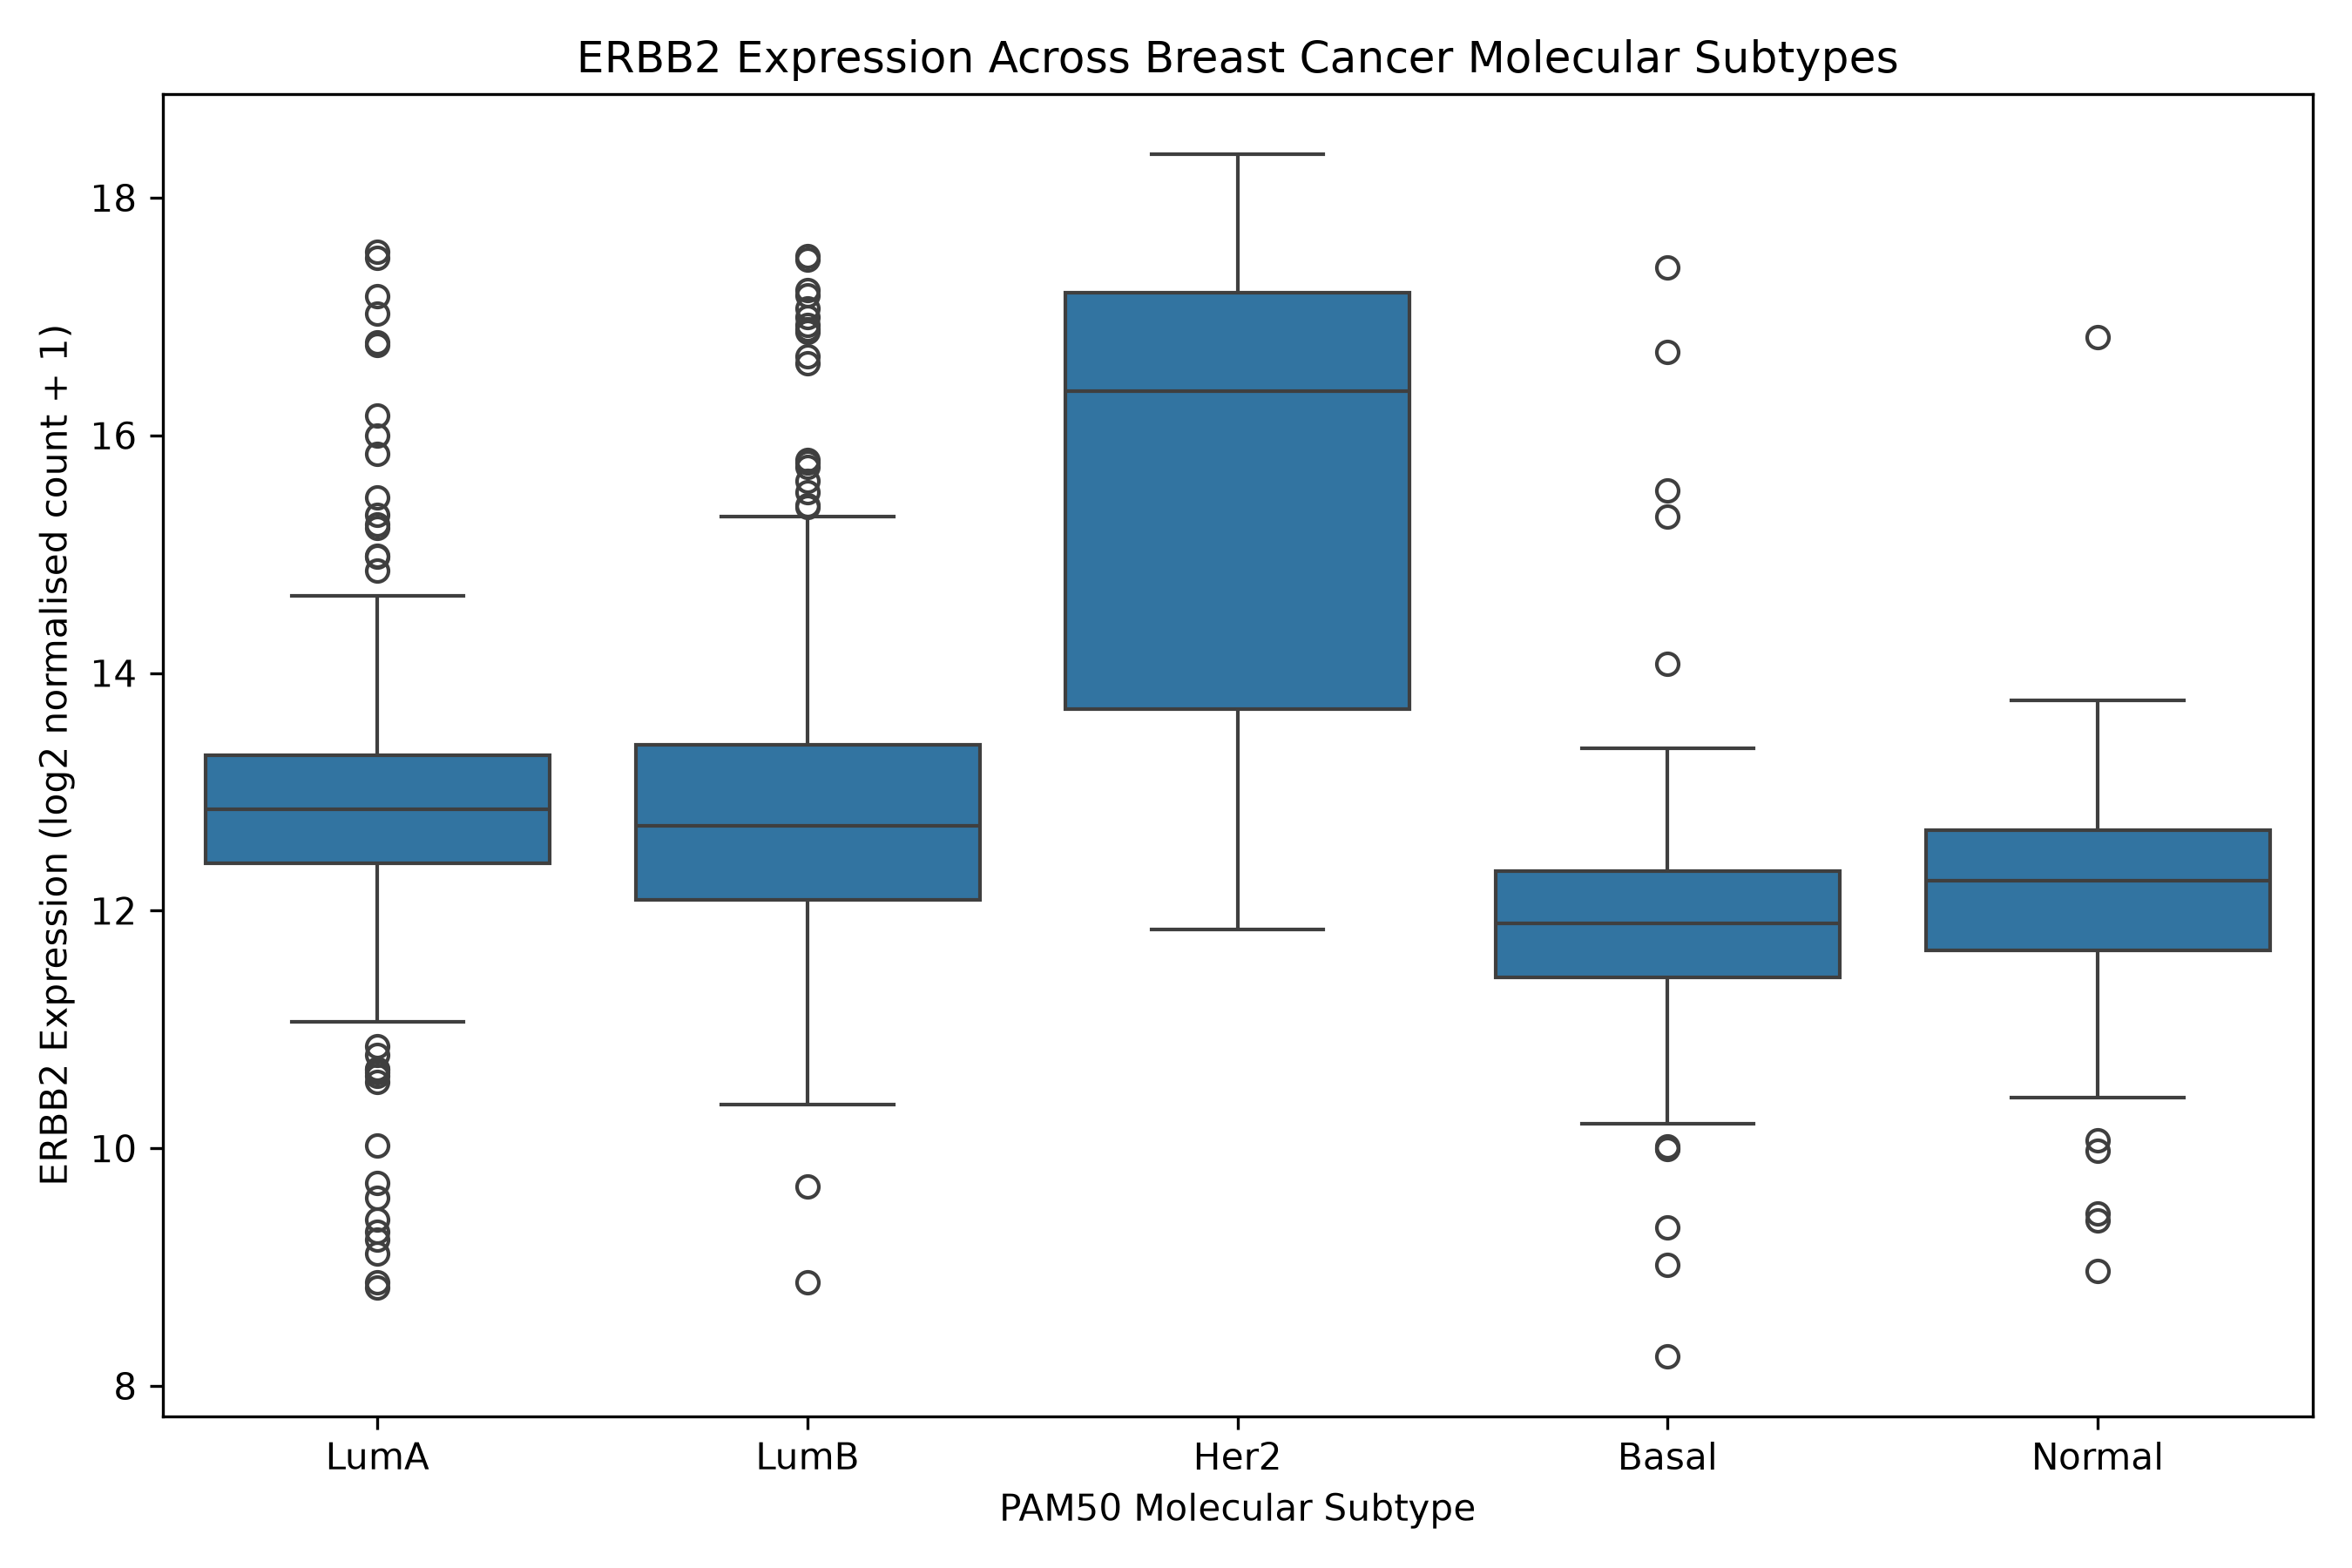 ERBB2 Expression Across Breast Cancer Molecular Subtypes
ERBB2 Expression (log2 normalised count + 1)
18
16
14
12
10
8
LumA
LumB
Her2
Basal
Normal
PAM50 Molecular Subtype